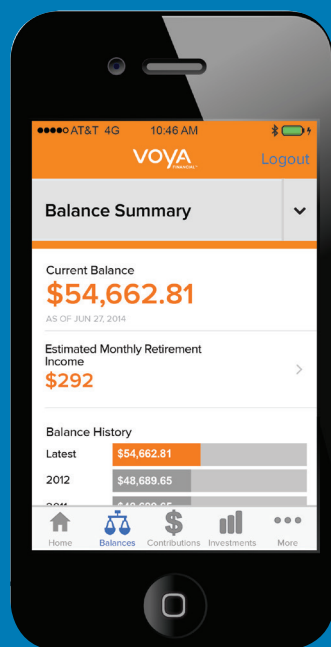 AT&T 4G 10:46 AM
VOYA
FINANCIAL
Logout
Balance Summary
Current Balance
$54,662.81
AS OF JUN 27, 2014
Estimated Monthly Retirement
Income
$292
Balance History
Latest $54,662.81
2012 $48,689.65
Home Balances Contributions Investments More